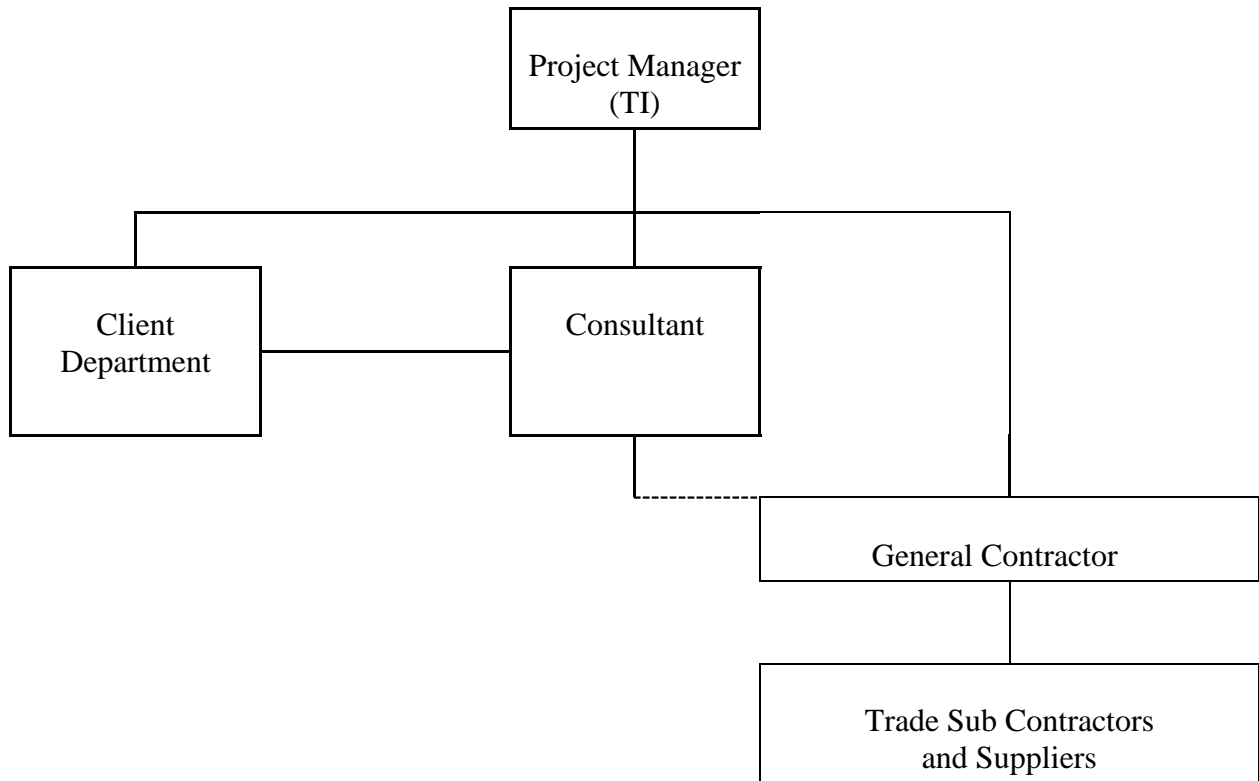 Project Manager
(TI)
Client
Department
Consultant
General Contractor
Trade Sub Contractors
and Suppliers